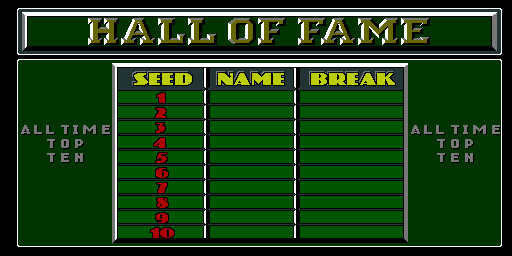 HALL OF FAME
SEED NAME BREAK
1
2
3
4
5
6
7
8
9
10
ALL TIME
TOP
TEN
ALL TIME
TOP
TEN